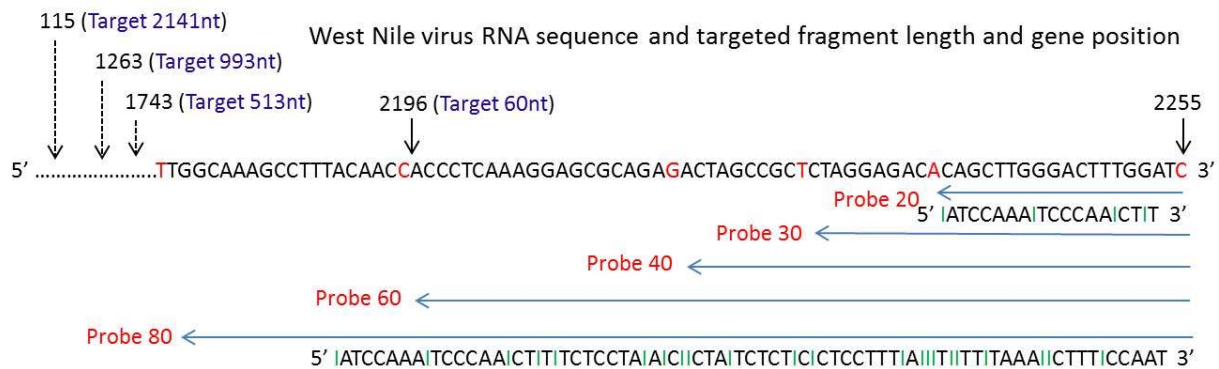 115 (Target 2141nt)
West Nile virus RNA sequence and targeted fragment length and gene position
1263 (Target 993nt)
1743 (Target 513nt)
2196 (Target 60nt)
2255
5’ ........................TTGGCAAAGCCTTTACAACCACCCTCAAAGGAGCGCAGAGACTAGCCGCTCTAGGAGACACAGCTTGGGACTTTGGATC 3’
Probe 20
5’ IATCCAAAITCCCAAICTIT 3’
Probe 30
Probe 40
Probe 60
Probe 80
5’ IATCCAAAITCCCAAICTITITCTCCTAIAICIICTAITCTCTICICTCCTTTIAIIITIITTITAAAIICTTTICCAAT 3’